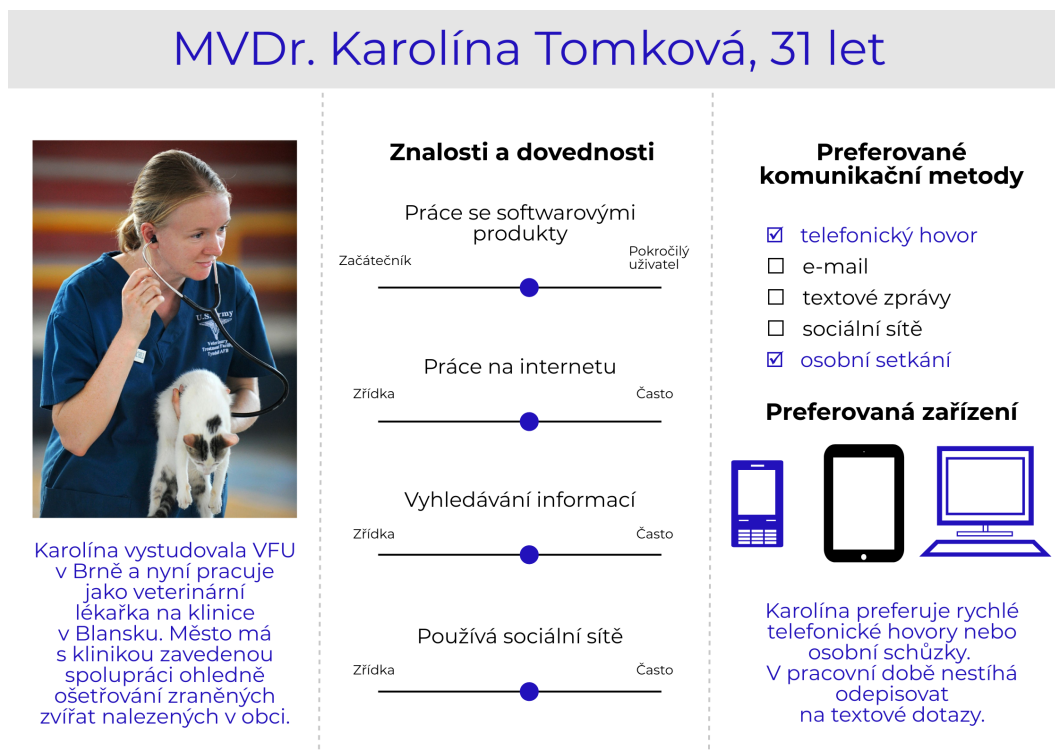 MVDr. Karolína Tomková, 31 let
Karolína vystudovala VFU
v Brně a nyní pracuje
jako veterinární
lékařka na klinice
v Blansku. Město má
s klinikou zavedenou
spolupráci ohledně
ošetřování zraněných
zvířat nalezených v obci.
Znalosti a dovednosti
Práce se softwarovými
produkty
Začátečník
Pokročilý
uživatel
Práce na internetu
Zřídka
Často
Vyhledávání informací
Zřídka
Často
Používá sociální sítě
Zřídka
Často
Preferované
komunikační metody
telefonický hovor
e-mail
textové zprávy
sociální sítě
osobní setkání
Preferovaná zařízení
Karolína preferuje rychlé
telefonické hovory nebo
osobní schůzky.
V pracovní době nestíhá
odepisovat
na textové dotazy.